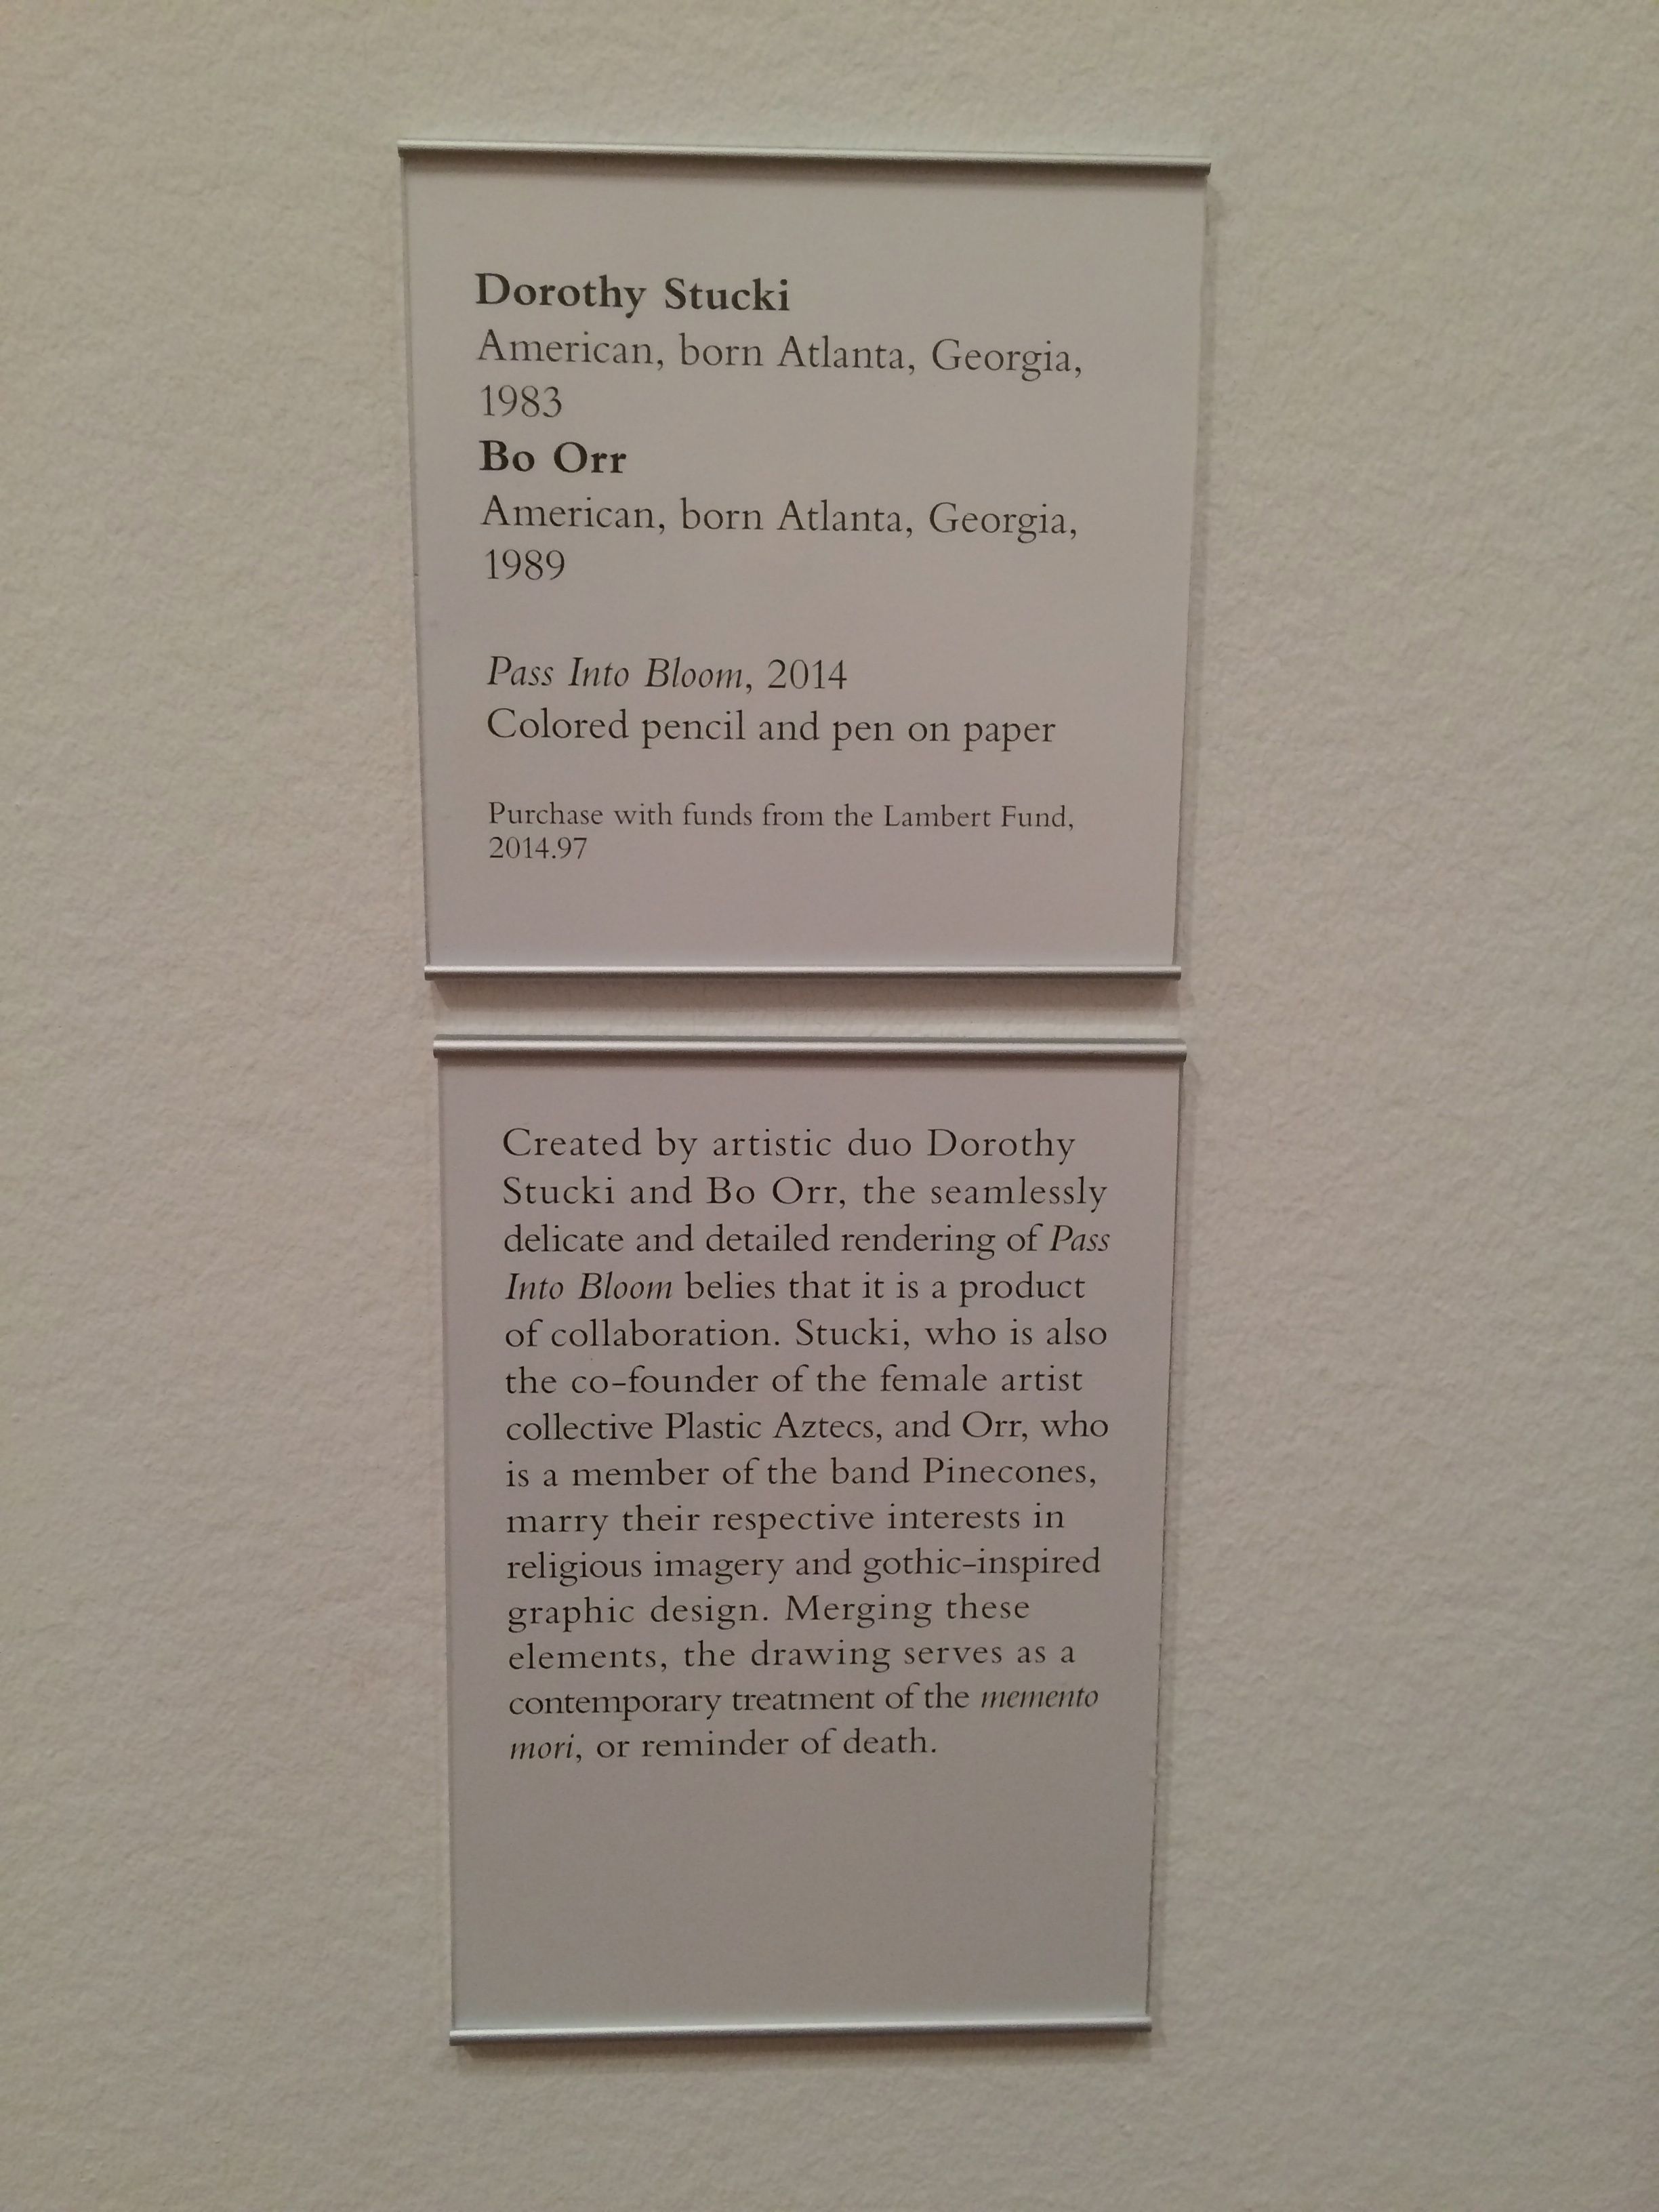 Dorothy Stucki
American, born Atlanta, Georgia,
1983
Bo Orr
American, born Atlanta, Georgia,
1989
Pass Into Bloom, 2014
Colored pencil and pen on paper
Purchase with funds from the Lambert Fund,
2014.97
Created by artistic duo Dorothy
Stucki and Bo Orr, the seamlessly
delicate and detailed rendering of Pass
Into Bloom belies that it is a product
of collaboration. Stucki, who is also
the co-founder of the female artist
collective Plastic Aztecs, and Orr, who
is a member of the band Pinecones,
marry their respective interests in
religious imagery and gothic-inspired
graphic design. Merging these
elements, the drawing serves as a
contemporary treatment of the memento
mori, or reminder of death.